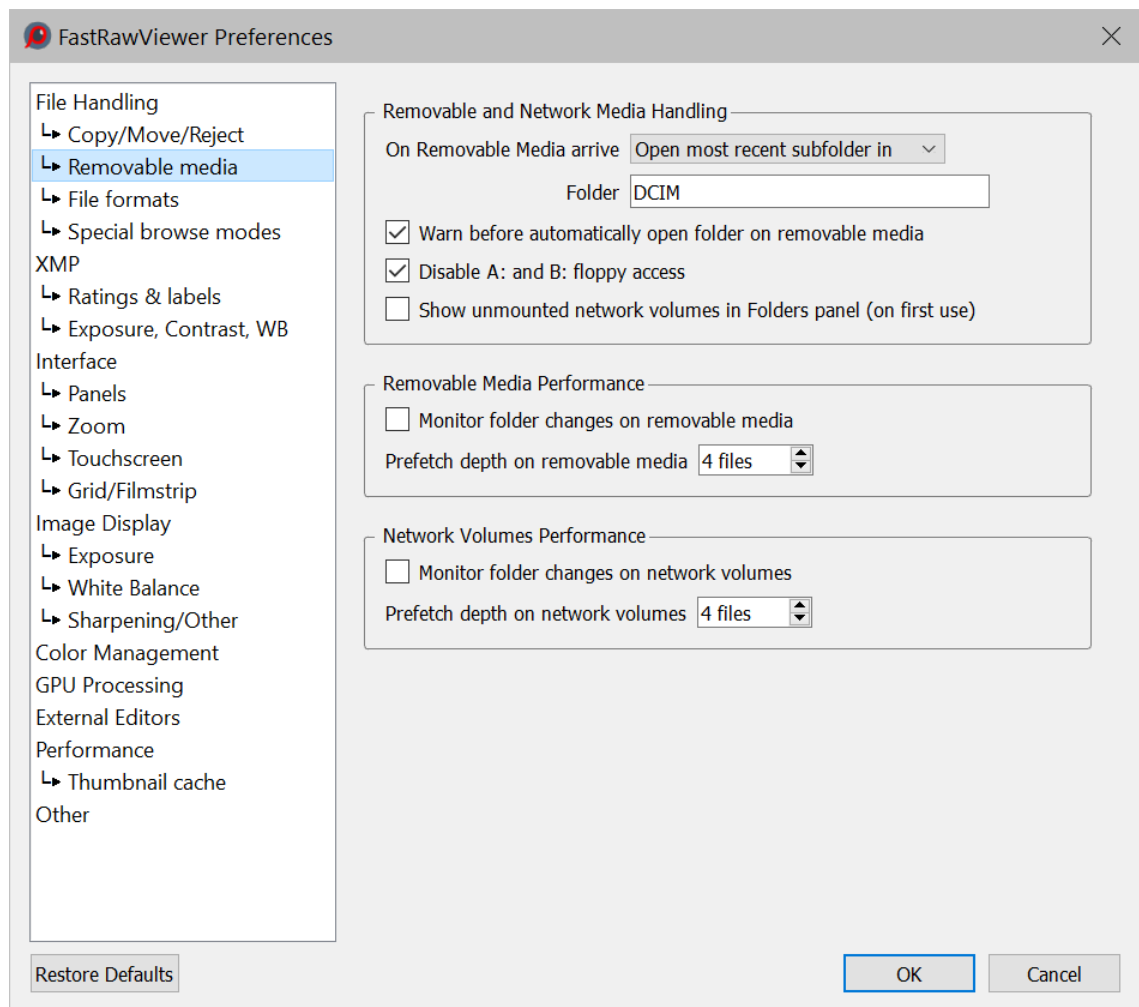 FastRawViewer Preferences
File Handling
Copy/Move/Reject
Removable media
File formats
Special browse modes
XMP
Ratings & labels
Exposure, Contrast, WB
Interface
Panels
Zoom
Touchscreen
Grid/Filmstrip
Image Display
Exposure
White Balance
Sharpening/Other
Color Management
GPU Processing
External Editors
Performance
Thumbnail cache
Other
Removable and Network Media Handling
On Removable Media arrive Open most recent subfolder in
Folder DCIM
Warn before automatically open folder on removable media
Disable A: and B: floppy access
Show unmounted network volumes in Folders panel (on first use)
Removable Media Performance
Monitor folder changes on removable media
Prefetch depth on removable media 4 files
Network Volumes Performance
Monitor folder changes on network volumes
Prefetch depth on network volumes 4 files
Restore Defaults OK Cancel